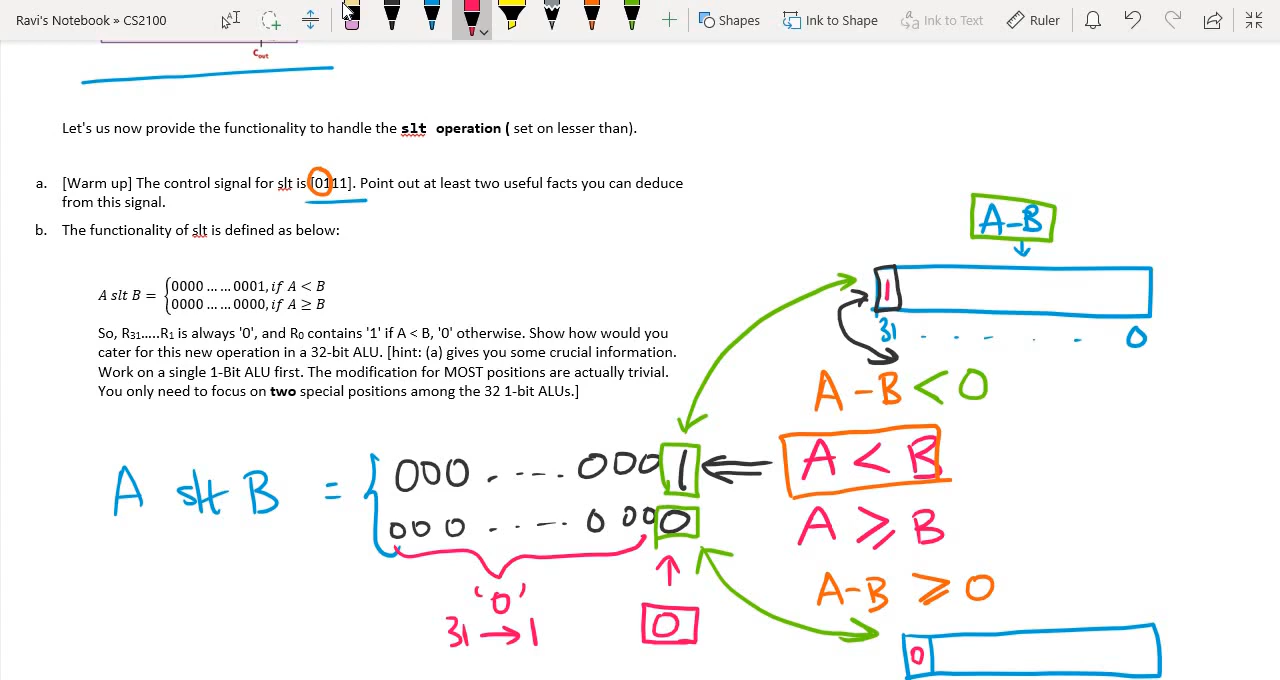 Ravi's Notebook » CS2100
Shapes
Ink to Shape
Ink to Text
Ruler
Cout
Let's us now provide the functionality to handle the slt operation ( set on lesser than).
a. [Warm up] The control signal for slt is [0111]. Point out at least two useful facts you can deduce
from this signal.
b. The functionality of slt is defined as below:
A slt B = {0000 ... ... 0001, if A < B
0000 ... ... 0000, if A ≥ B
So, R31.....R1 is always '0', and R0 contains '1' if A < B, '0' otherwise. Show how would you
cater for this new operation in a 32-bit ALU. [hint: (a) gives you some crucial information.
Work on a single 1-Bit ALU first. The modification for MOST positions are actually trivial.
You only need to focus on two special positions among the 32 1-bit ALUs.]
A-B
1
31 . . . . 0
A-B<0
A slt B = { 000 . ---. 0001
000 . . - --. 0 000
A < B
A ≥ B
A-B ≥ 0
'0'
31 → 1
0
0